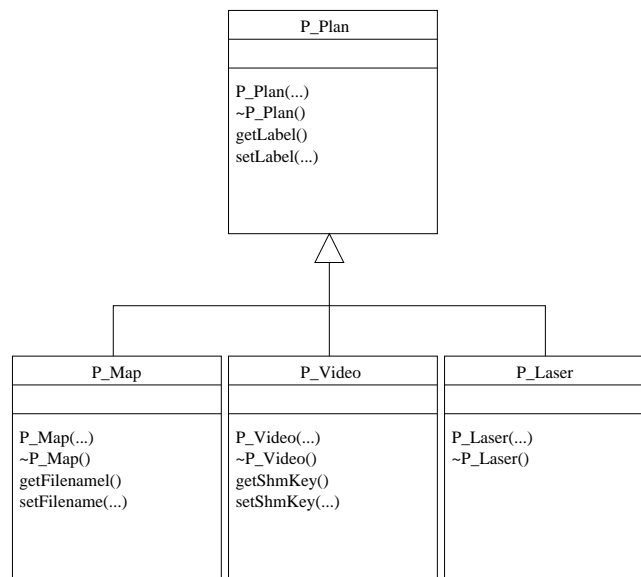 P_Plan
P_Plan(...)
~P_Plan()
getLabel()
setLabel(...)
P_Map
P_Map(...)
~P_Map()
getFilenamel()
setFilename(...)
P_Video
P_Video(...)
~P_Video()
getShmKey()
setShmKey(...)
P_Laser
P_Laser(...)
~P_Laser()